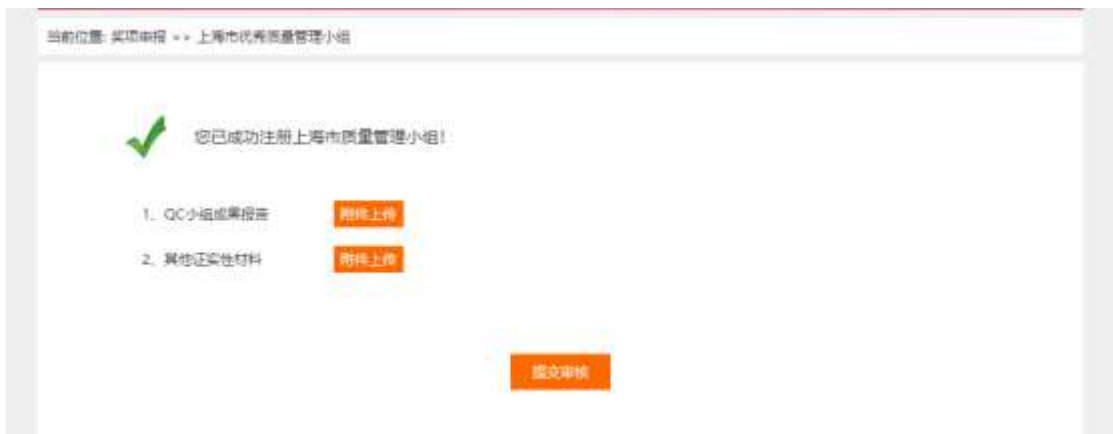 当前位置: 奖项申报 >> 上海市优秀质量管理小组
您已成功注册上海市质量管理小组!
1、QC小组成果报告 附件上传
2、其他证实性材料 附件上传
提交审核